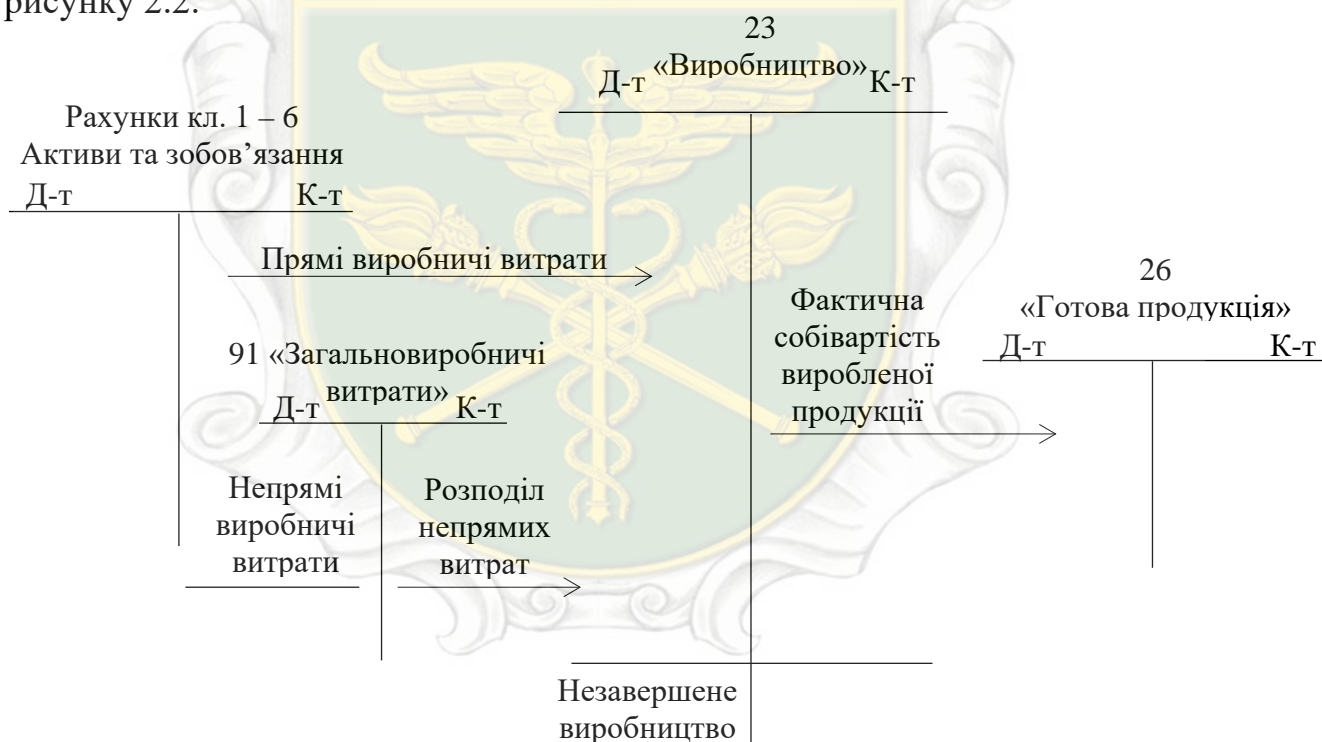 рисунку 2.2.
23
«Виробництво»
Д-т К-т
Рахунки кл. 1 – 6
Активи та зобов’язання
Д-т К-т
Прямі виробничі витрати
26
«Готова продукція»
Д-т К-т
Фактична
собівартість
виробленої
продукції
91 «Загальновиробничі
витрати»
Д-т К-т
Непрямі
виробничі
витрати
Розподіл
непрямих
витрат
Незавершене
виробництво